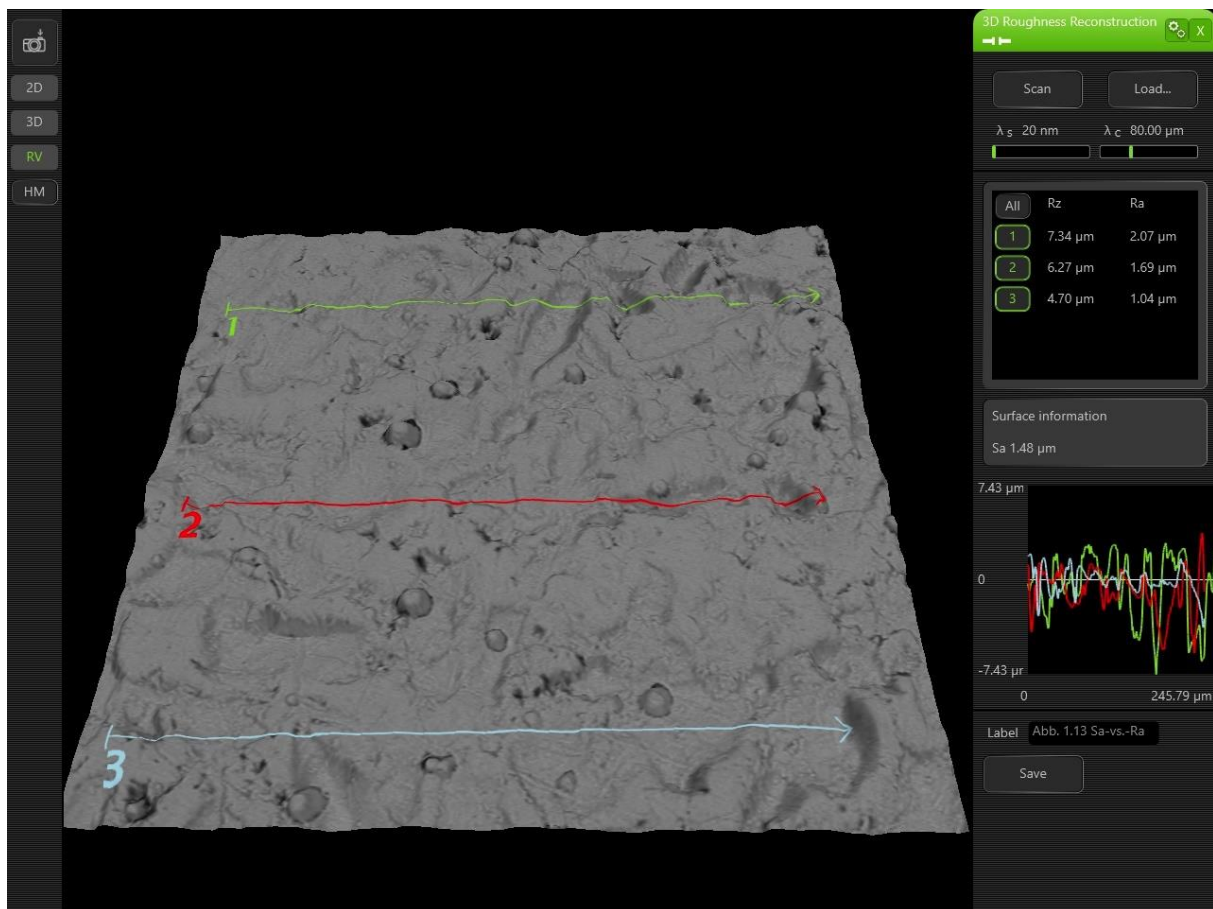 2D
3D
RV
HM
1
2
3
3D Roughness Reconstruction
X
Scan Load...
λ s 20 nm λ c 80.00 µm
All Rz Ra
1 7.34 µm 2.07 µm
2 6.27 µm 1.69 µm
3 4.70 µm 1.04 µm
Surface information
Sa 1.48 µm
7.43 µm
0
-7.43 µr
0 245.79 µm
Label Abb. 1.13 Sa-vs.-Ra
Save